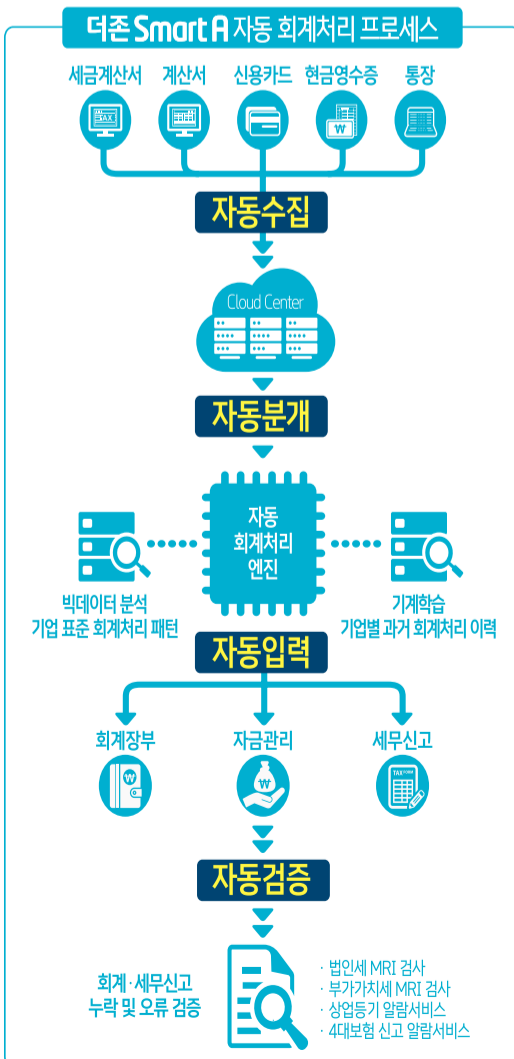 더존 Smart A 자동 회계처리 프로세스
세금계산서 계산서 신용카드 현금영수증 통장
TAX
₩
자동수집
Cloud Center
자동분개
자동
회계처리
엔진
빅데이터 분석
기업 표준 회계처리 패턴
기계학습
기업별 과거 회계처리 이력
자동입력
회계장부 자금관리 세무신고
₩
₩
TAX
자동검증
회계·세무신고
누락 및 오류 검증
· 법인세 MRI 검사
· 부가가치세 MRI 검사
· 상업등기 알람서비스
· 4대보험 신고 알람서비스